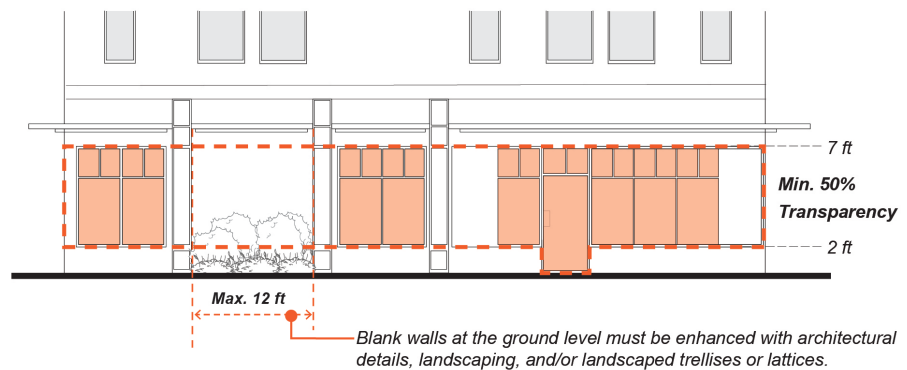 7 ft
Min. 50%
Transparency
2 ft
Max. 12 ft
Blank walls at the ground level must be enhanced with architectural
details, landscaping, and/or landscaped trellises or lattices.